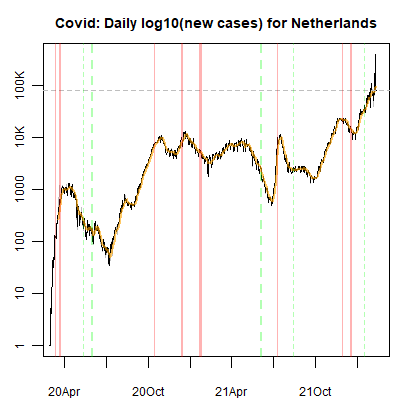 Covid: Daily log10(new cases) for Netherlands
100K
10K
1000
100
10
1
20Apr 20Oct 21Apr 21Oct